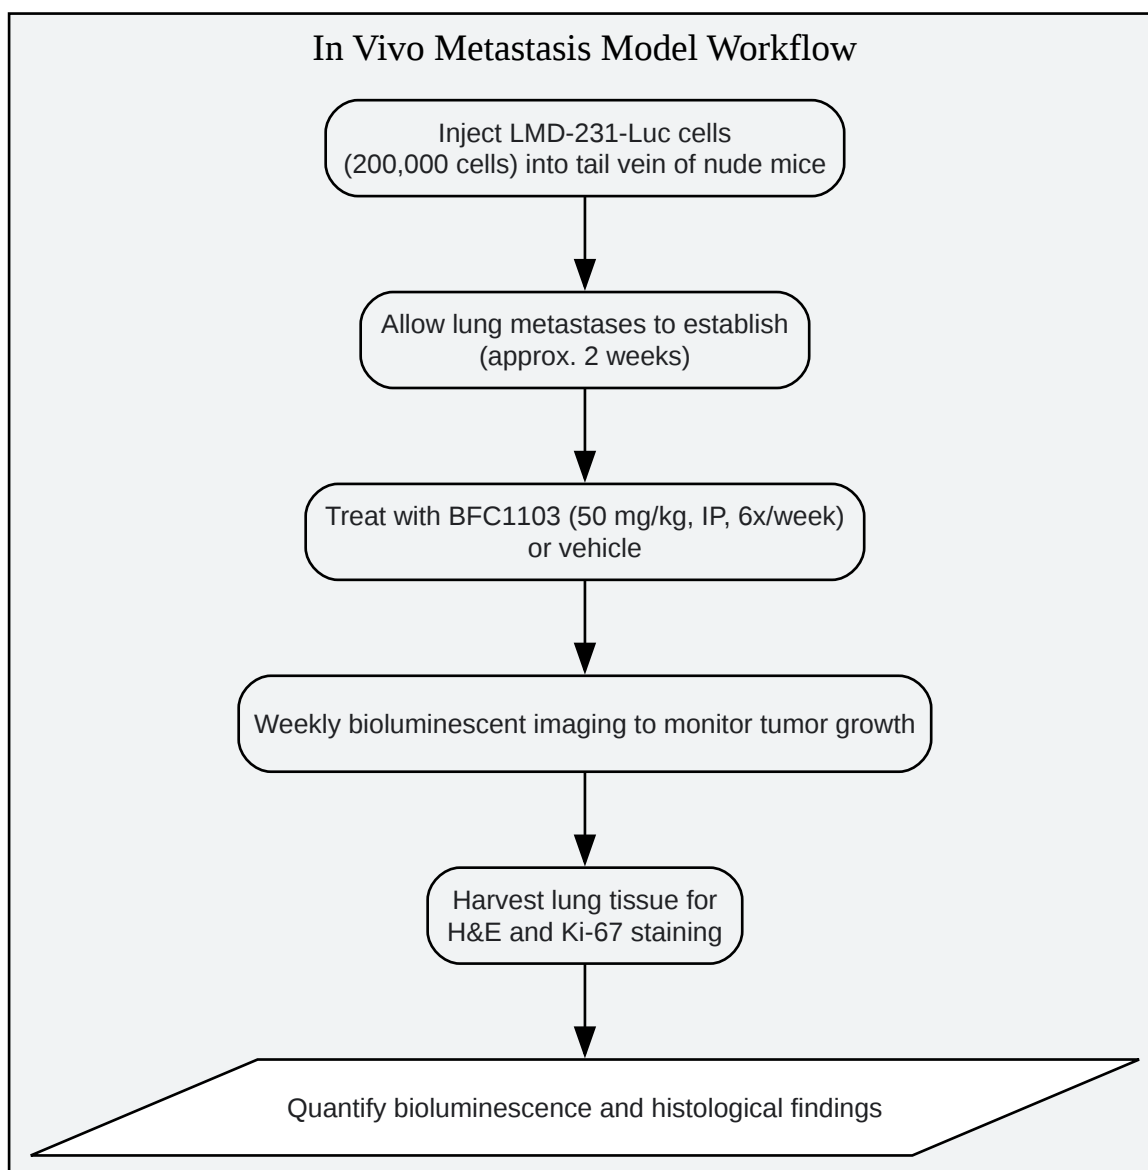 In Vivo Metastasis Model Workflow
Inject LMD-231-Luc cells
(200,000 cells) into tail vein of nude mice
Allow lung metastases to establish
(approx. 2 weeks)
Treat with BFC1103 (50 mg/kg, IP, 6x/week)
or vehicle
Weekly bioluminescent imaging to monitor tumor growth
Harvest lung tissue for
H&E and Ki-67 staining
Quantify bioluminescence and histological findings